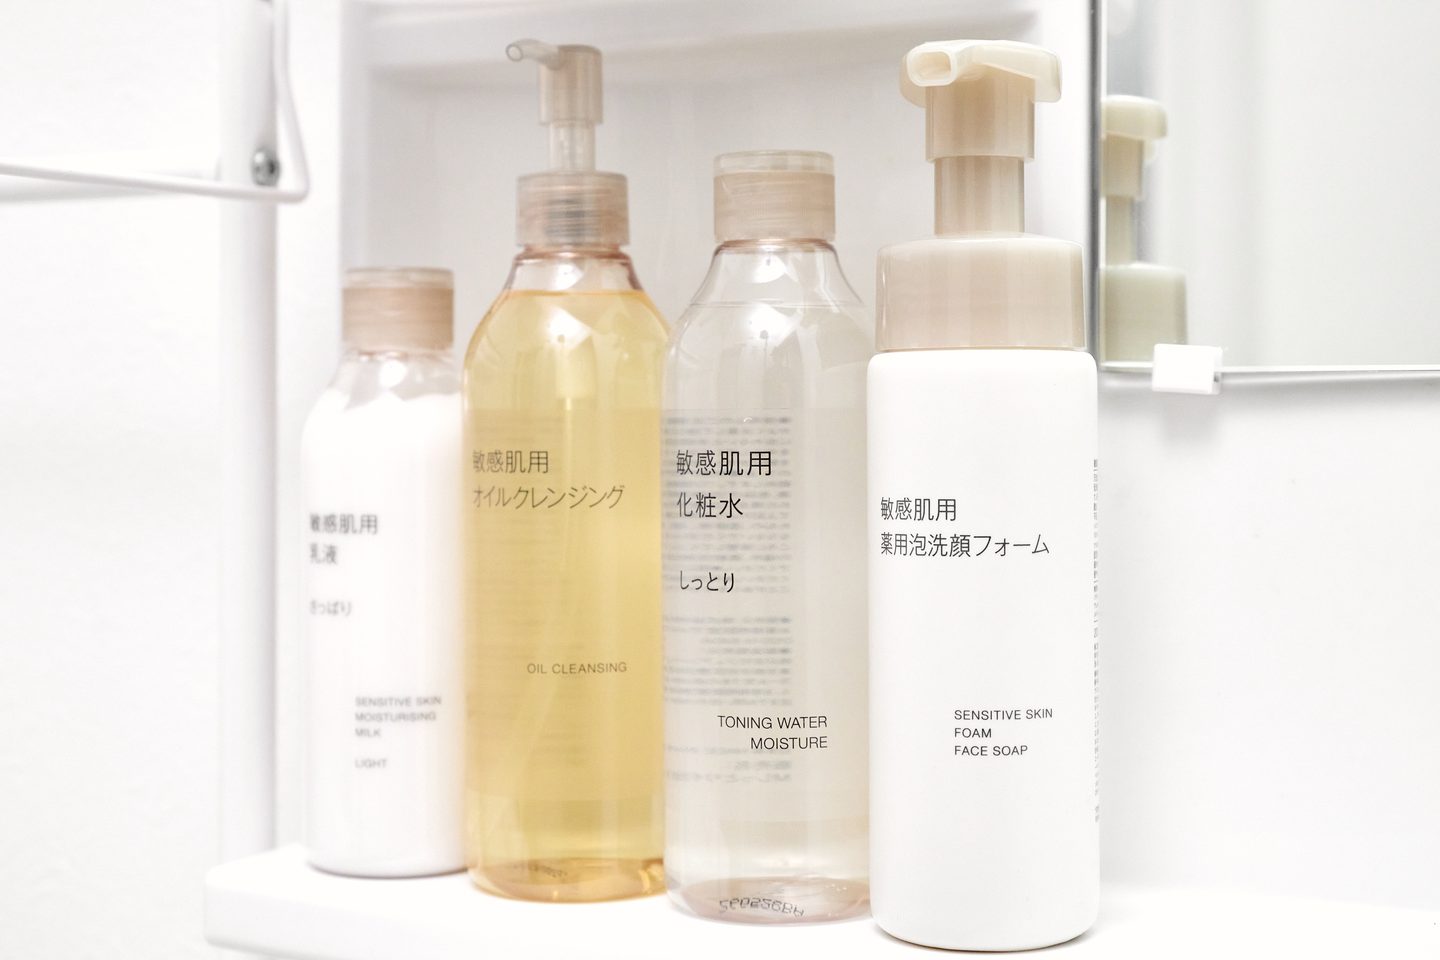 敏感肌用
乳液
さっぱり
SENSITIVE SKIN
MOISTURISING
MILK
LIGHT
敏感肌用
オイルクレンジング
OIL CLEANSING
敏感肌用
化粧水
しっとり
TONING WATER
MOISTURE
敏感肌用
薬用泡洗顔フォーム
SENSITIVE SKIN
FOAM
FACE SOAP